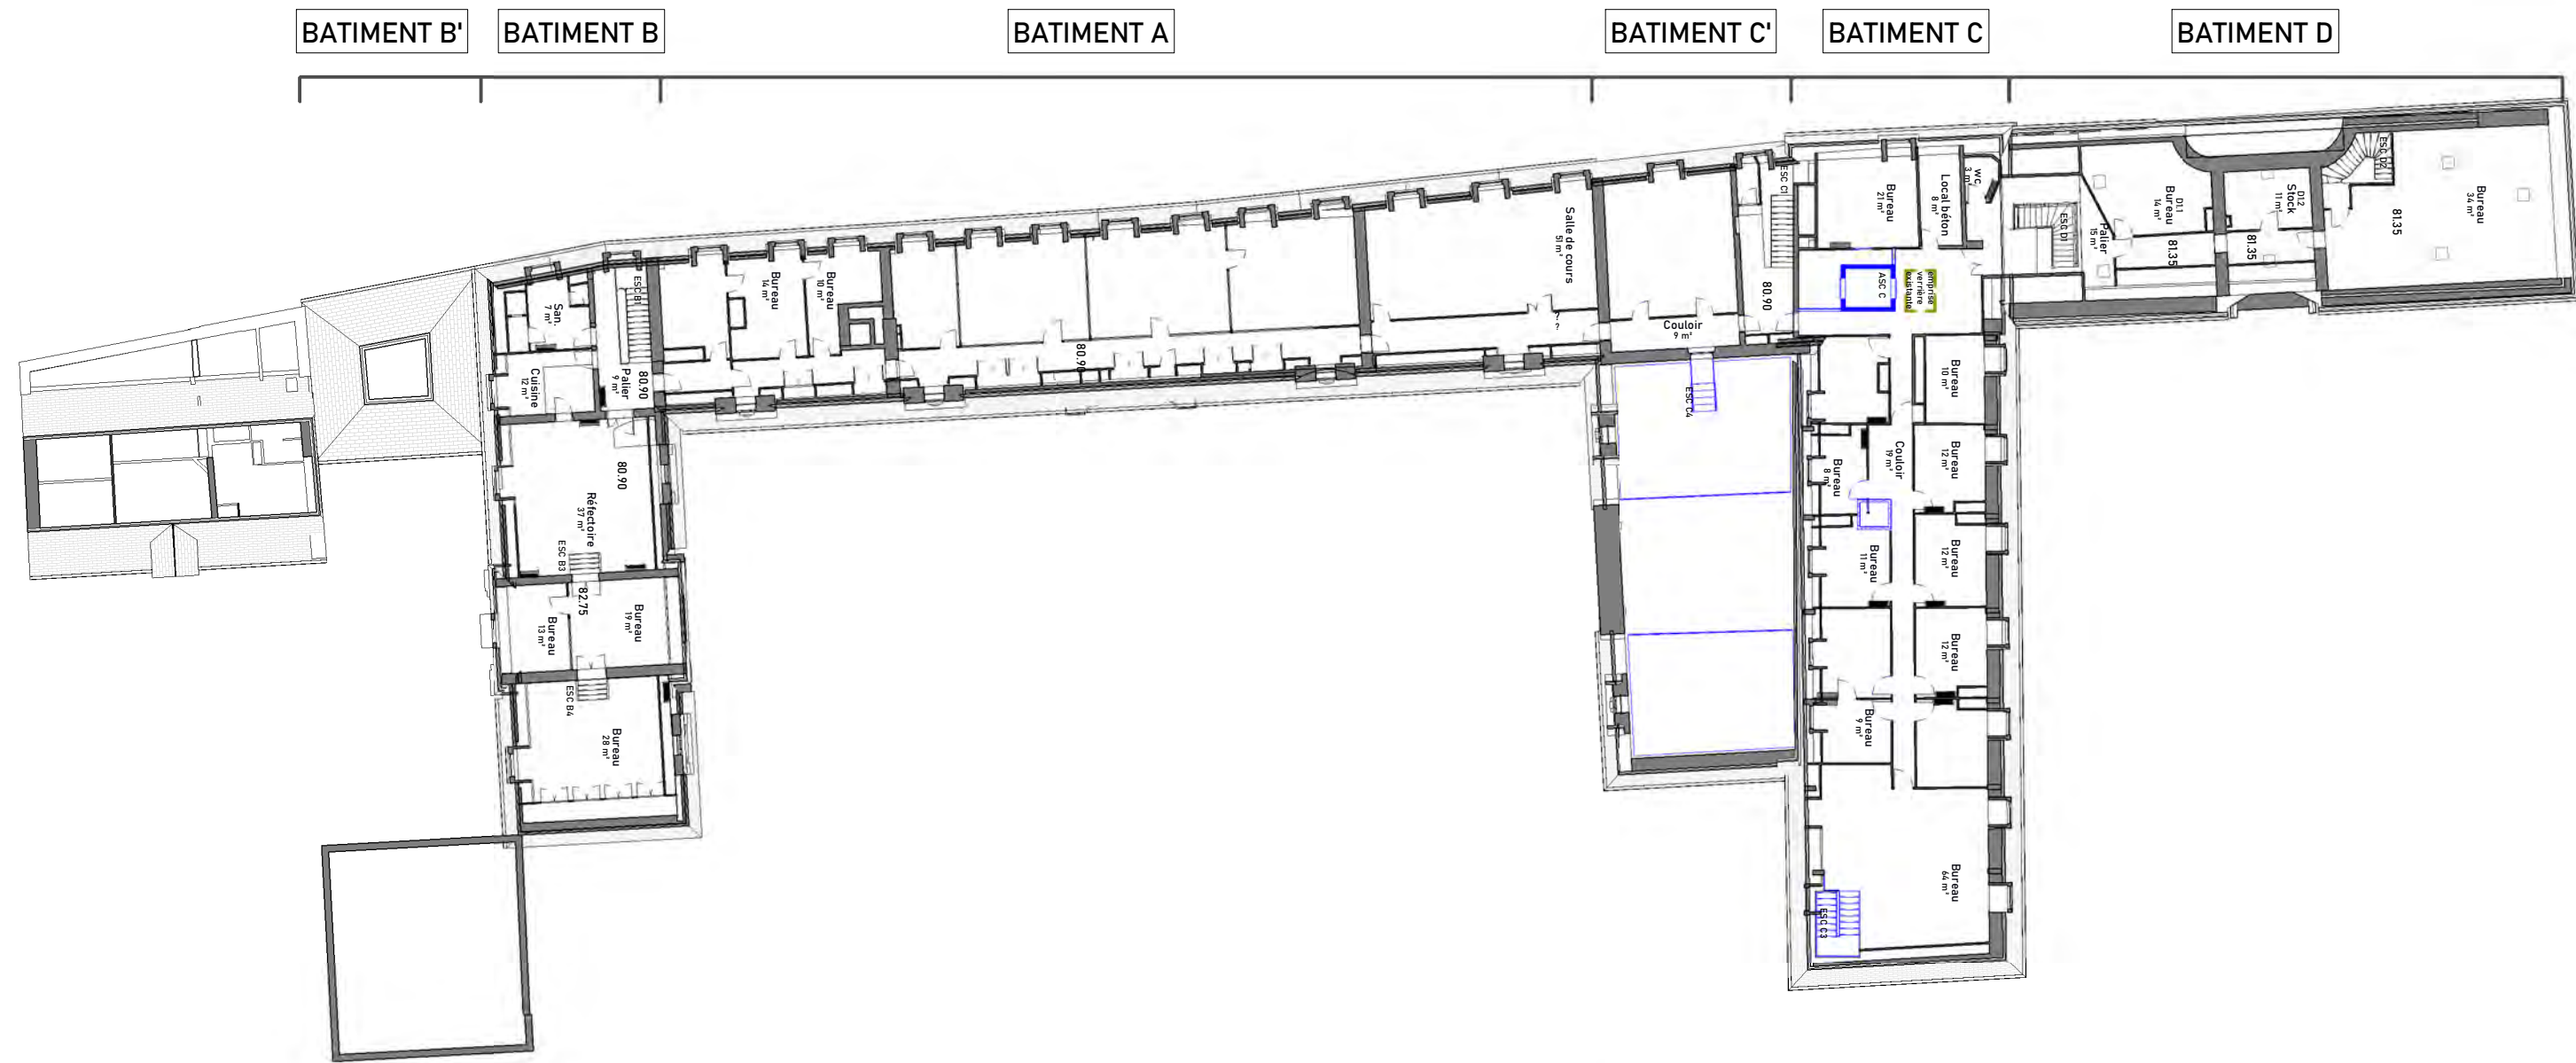 BATIMENT B'
BATIMENT B
BATIMENT A
BATIMENT C'
BATIMENT C
BATIMENT D
San.
7 m²
Cuisine
12 m²
ESC B1
Palier
9 m²
80.90
80.90
Réfectoire
37 m²
ESC B3
82.75
Bureau
19 m²
Bureau
13 m²
ESC B4
Bureau
28 m²
Bureau
14 m²
Bureau
10 m²
80.90
Salle de cours
51 m²
?
?
Couloir
9 m²
ESC C4
ESC C1
80.90
Bureau
21 m²
Local béton
8 m²
WC
3 m²
ASC C
emprise
verrière
existante
Bureau
10 m²
Couloir
19 m²
Bureau
12 m²
Bureau
8 m²
Bureau
11 m²
Bureau
12 m²
Bureau
12 m²
Bureau
9 m²
Bureau
64 m²
ESC C3
ESC D1
Palier
15 m²
D11
Bureau
14 m²
81.35
D12
Stock
11 m²
81.35
ESC D2
81.35
Bureau
34 m²